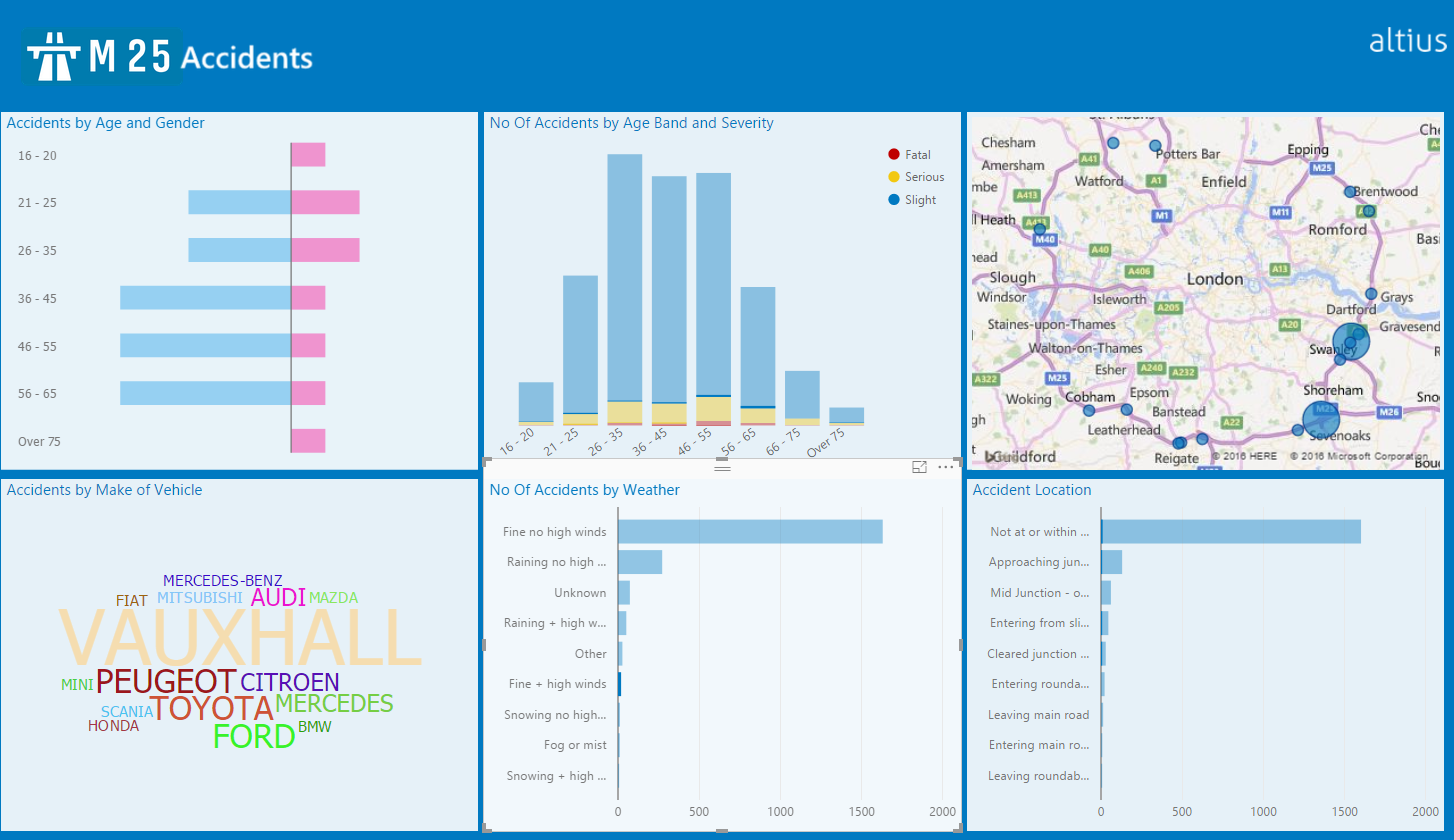 M 25 Accidents
altius
Accidents by Age and Gender
16 - 20
21 - 25
26 - 35
36 - 45
46 - 55
56 - 65
Over 75
No Of Accidents by Age Band and Severity
Fatal
Serious
Slight
16 - 20
21 - 25
26 - 35
36 - 45
46 - 55
56 - 65
66 - 75
Over 75
Chesham
Amersham
A413
A41
Watford
Potters Bar
A1
Enfield
Epping
M25
Brentwood
M1
M11
Romford
M40
A40
A406
Slough
Windsor
Isleworth
London
A13
A205
Grays
Dartford
A20
Gravesend
Staines-upon-Thames
Walton-on-Thames
Swanley
A322
M25
Esher
A240
A232
Woking
Cobham
Epsom
Banstead
Shoreham
M26
Leatherhead
A22
Sevenoaks
Guildford
Reigate
© 2016 HERE © 2016 Microsoft Corporation
Accidents by Make of Vehicle
MERCEDES-BENZ
FIAT MITSUBISHI AUDI MAZDA
VAUXHALL
MINI PEUGEOT CITROEN
SCANIA TOYOTA MERCEDES
HONDA FORD BMW
No Of Accidents by Weather
Fine no high winds
Raining no high ...
Unknown
Raining + high w...
Other
Fine + high winds
Snowing no high...
Fog or mist
Snowing + high ...
0 500 1000 1500 2000
Accident Location
Not at or within ...
Approaching jun...
Mid Junction - o...
Entering from sli...
Cleared junction ...
Entering rounda...
Leaving main road
Entering main ro...
Leaving roundab...
0 500 1000 1500 2000